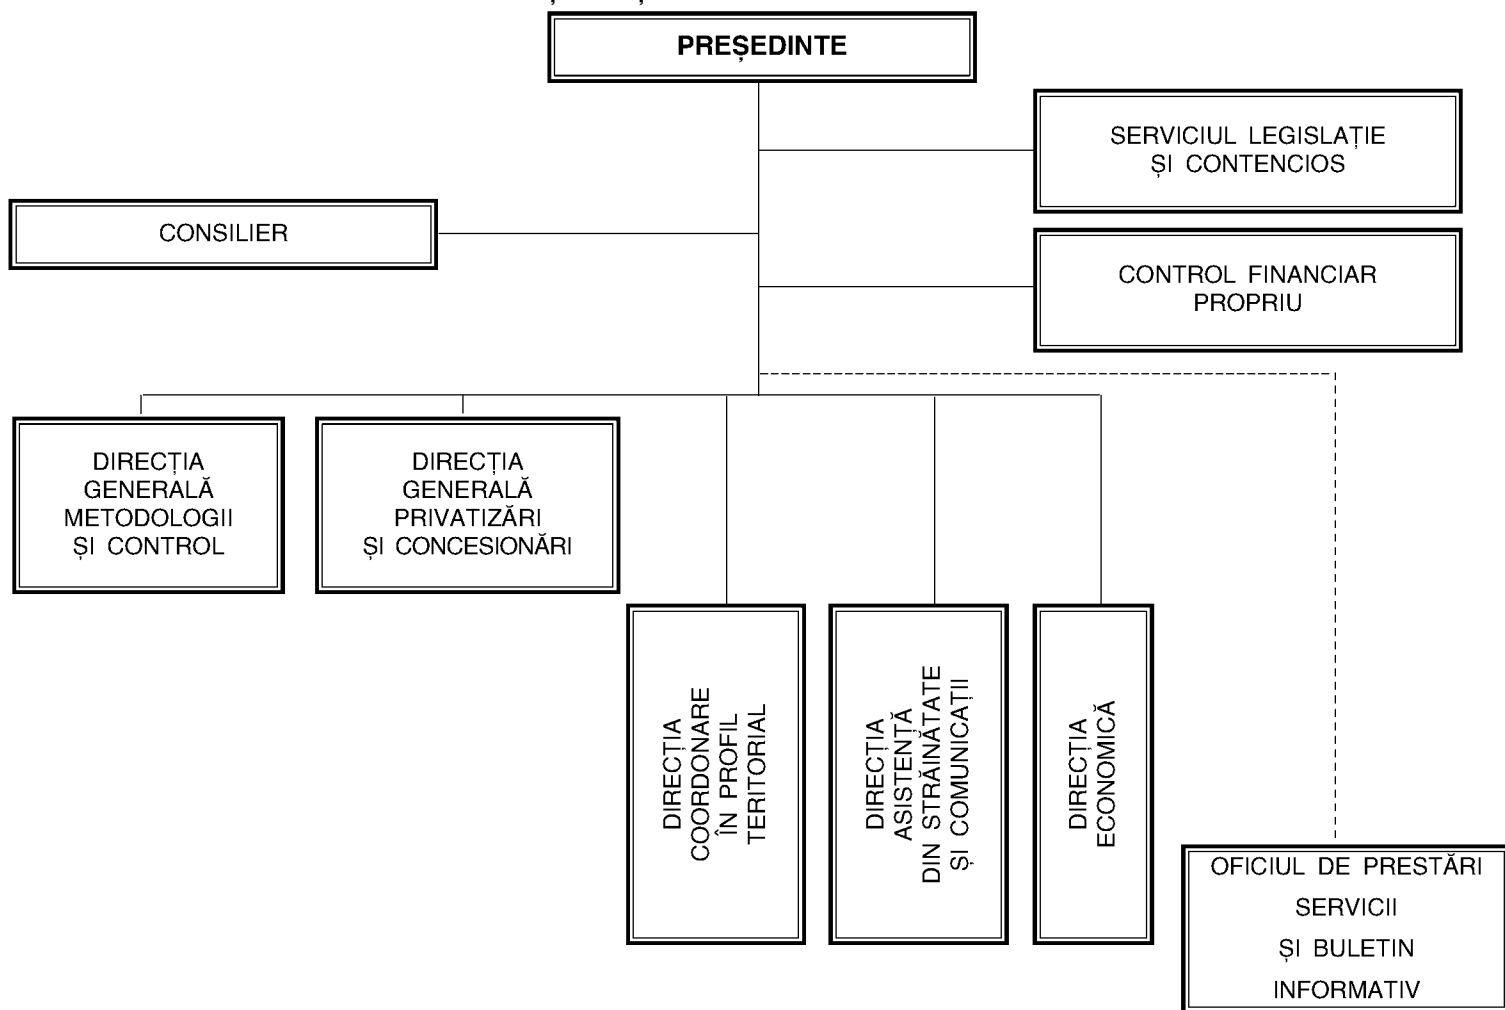 PREȘEDINTE
SERVICIUL LEGISLAȚIE
ȘI CONTENCIOS
CONSILIER
CONTROL FINANCIAR
PROPRIU
DIRECȚIA
GENERALĂ
METODOLOGII
ȘI CONTROL
DIRECȚIA
GENERALĂ
PRIVATIZĂRI
ȘI CONCESIONĂRI
DIRECȚIA
COORDONARE
ÎN PROFIL
TERITORIAL
DIRECȚIA
ASISTENȚĂ
DIN STRĂINĂTATE
ȘI COMUNICAȚII
DIRECȚIA
ECONOMICĂ
OFICIUL DE PRESTĂRI
SERVICII
ȘI BULETIN
INFORMATIV